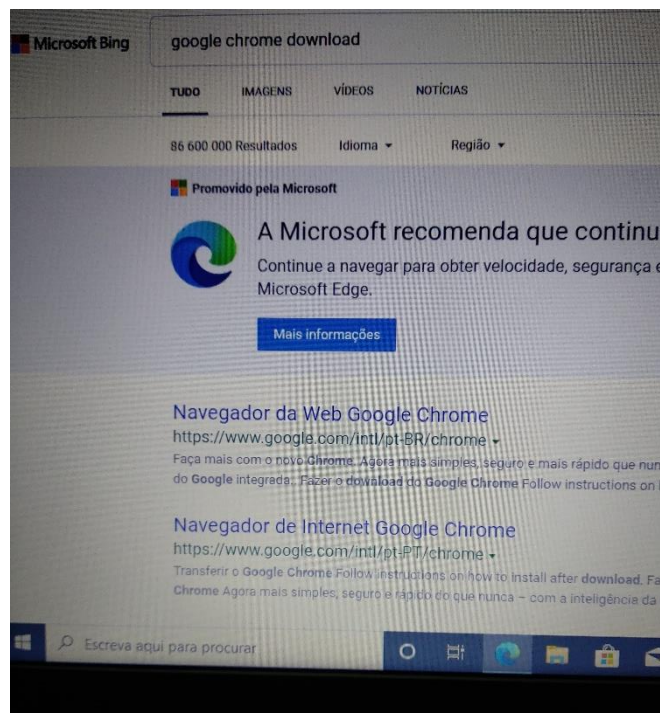 Microsoft Bing
google chrome download
TUDO IMAGENS VÍDEOS NOTÍCIAS
86 600 000 Resultados Idioma Região
Promovido pela Microsoft
A Microsoft recomenda que continu
Continue a navegar para obter velocidade, segurança e
Microsoft Edge.
Mais informações
Navegador da Web Google Chrome
https://www.google.com/intl/pt-BR/chrome
Faça mais com o novo Chrome. Agora mais simples, seguro e mais rápido que nun
do Google integrada. Fazer o download do Google Chrome Follow instructions on
Navegador de Internet Google Chrome
https://www.google.com/intl/pt-PT/chrome
Transferir o Google Chrome Follow instructions on how to install after download. Fa
Chrome Agora mais simples, seguro e rápido do que nunca – com a inteligência da
Escreva aqui para procurar